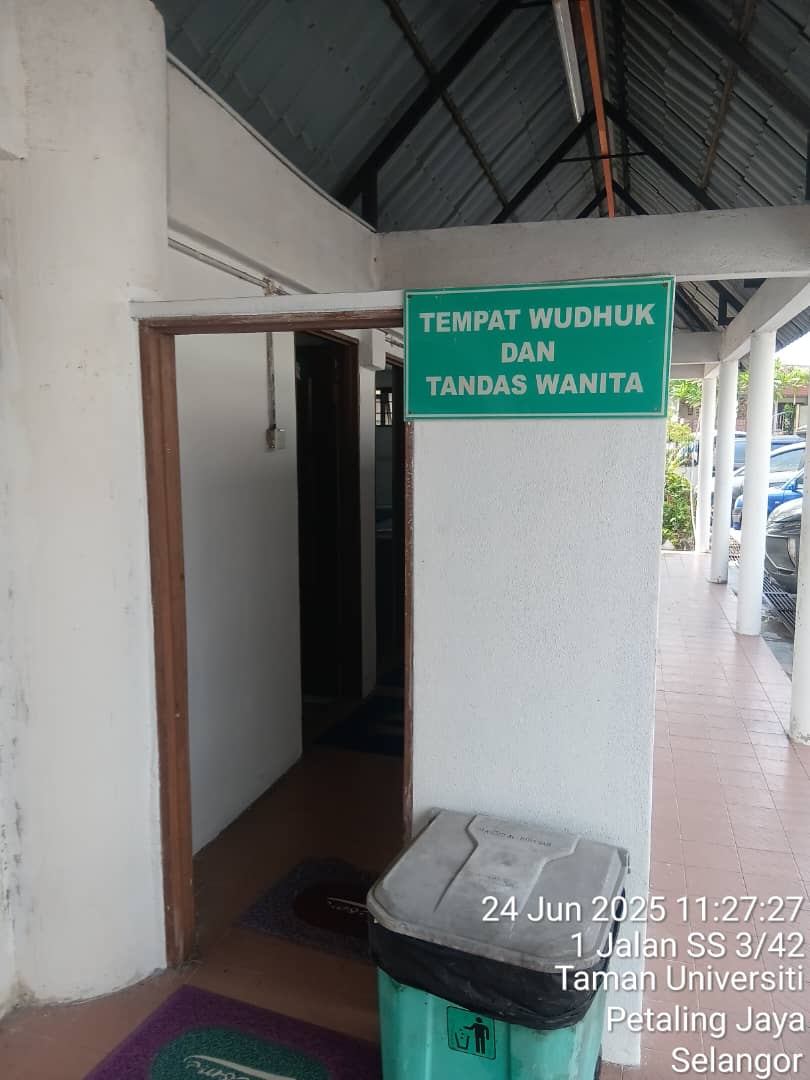 TEMPAT WUDHUK
DAN
TANDAS WANITA
24 Jun 2025 11:27:27
1 Jalan SS 3/42
Taman Universiti
Petaling Jaya
Selangor